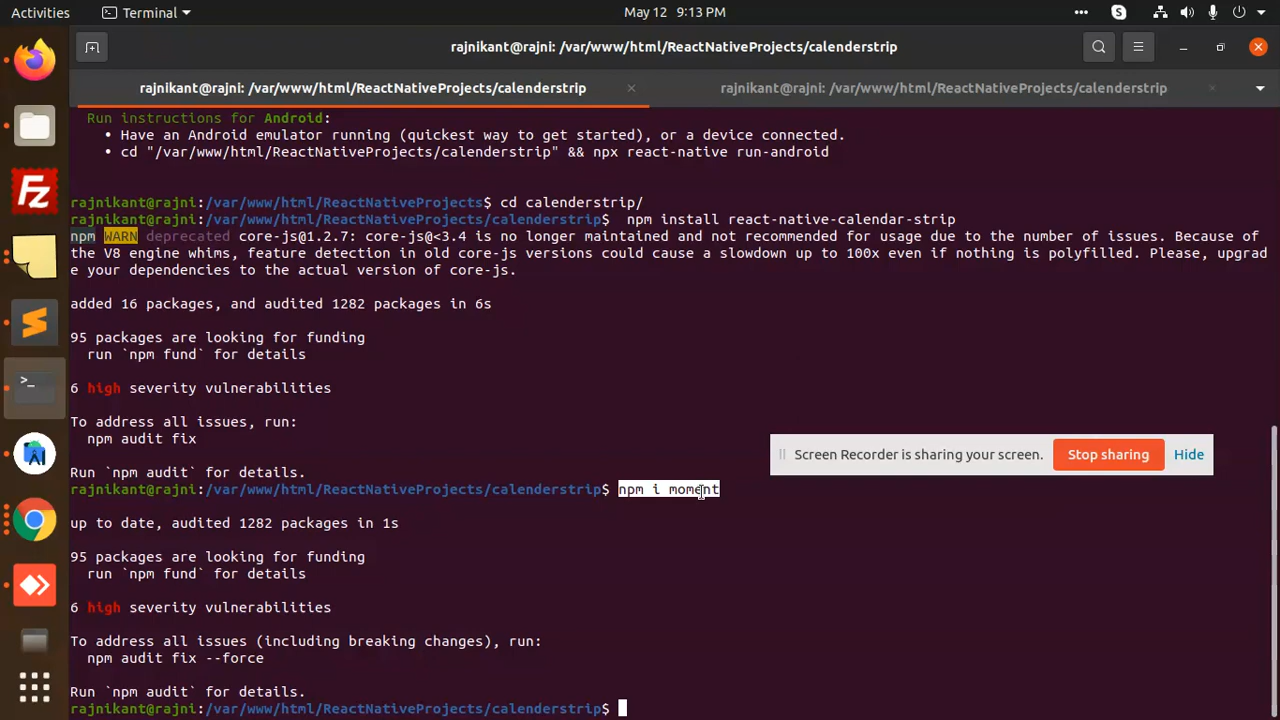 Activities
Terminal
May 12 9:13 PM
rajnikant@rajni: /var/www/html/ReactNativeProjects/calenderstrip
rajnikant@rajni: /var/www/html/ReactNativeProjects/calenderstrip
rajnikant@rajni: /var/www/html/ReactNativeProjects/calenderstrip
Run instructions for Android:
• Have an Android emulator running (quickest way to get started), or a device connected.
• cd "/var/www/html/ReactNativeProjects/calenderstrip" && npx react-native run-android
rajnikant@rajni:/var/www/html/ReactNativeProjects$ cd calenderstrip/
rajnikant@rajni:/var/www/html/ReactNativeProjects/calenderstrip$  npm install react-native-calendar-strip
npm WARN deprecated core-js@1.2.7: core-js@<3.4 is no longer maintained and not recommended for usage due to the number of issues. Because of
the V8 engine whims, feature detection in old core-js versions could cause a slowdown up to 100x even if nothing is polyfilled. Please, upgrad
e your dependencies to the actual version of core-js.
added 16 packages, and audited 1282 packages in 6s
95 packages are looking for funding
run `npm fund` for details
6 high severity vulnerabilities
To address all issues, run:
npm audit fix
Screen Recorder is sharing your screen.
Stop sharing
Hide
Run `npm audit` for details.
rajnikant@rajni:/var/www/html/ReactNativeProjects/calenderstrip$ npm i moment
up to date, audited 1282 packages in 1s
95 packages are looking for funding
run `npm fund` for details
6 high severity vulnerabilities
To address all issues (including breaking changes), run:
npm audit fix --force
Run `npm audit` for details.
rajnikant@rajni:/var/www/html/ReactNativeProjects/calenderstrip$